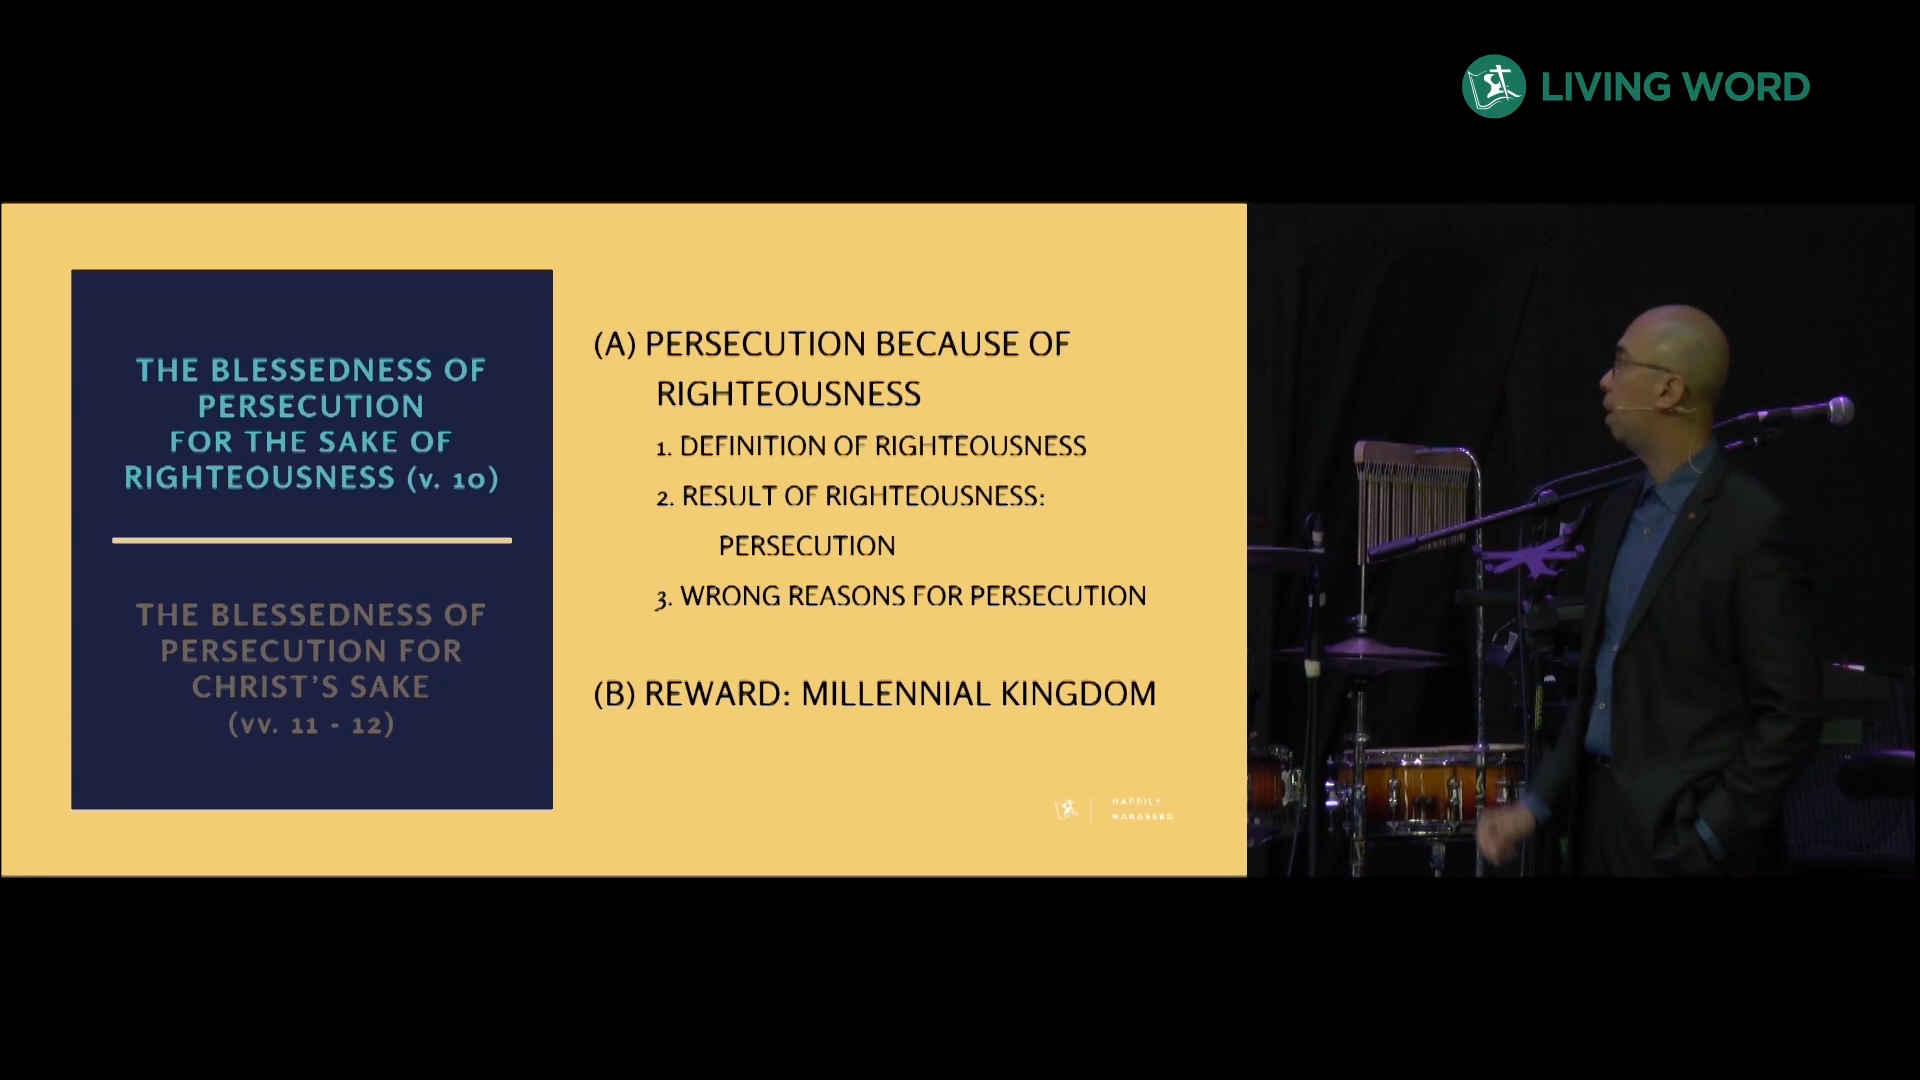 LIVING WORD
THE BLESSEDNESS OF
PERSECUTION
FOR THE SAKE OF
RIGHTEOUSNESS (v. 10)
THE BLESSEDNESS OF
PERSECUTION FOR
CHRIST'S SAKE
(vv. 11 - 12)
(A) PERSECUTION BECAUSE OF
RIGHTEOUSNESS
1. DEFINITION OF RIGHTEOUSNESS
2. RESULT OF RIGHTEOUSNESS:
PERSECUTION
3. WRONG REASONS FOR PERSECUTION
(B) REWARD: MILLENNIAL KINGDOM
HAPPILY
HARASSED